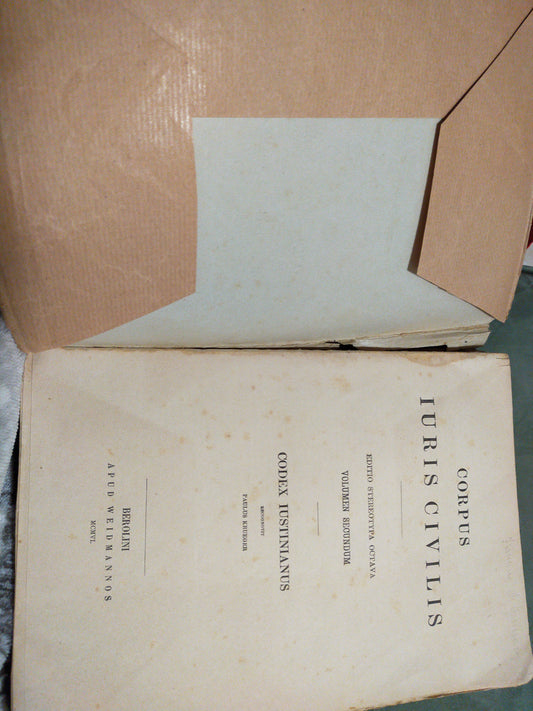 CORPUS
IURIS CIVILIS
EDITIO STEREOTYPA OCTAVA
VOLUMEN SECUNDUM
CODEX IUSTINIANUS
RECOGNOVIT
PAULUS KRUEGER
BEROLINI
APUD WEIDMANNOS
MCMVI.